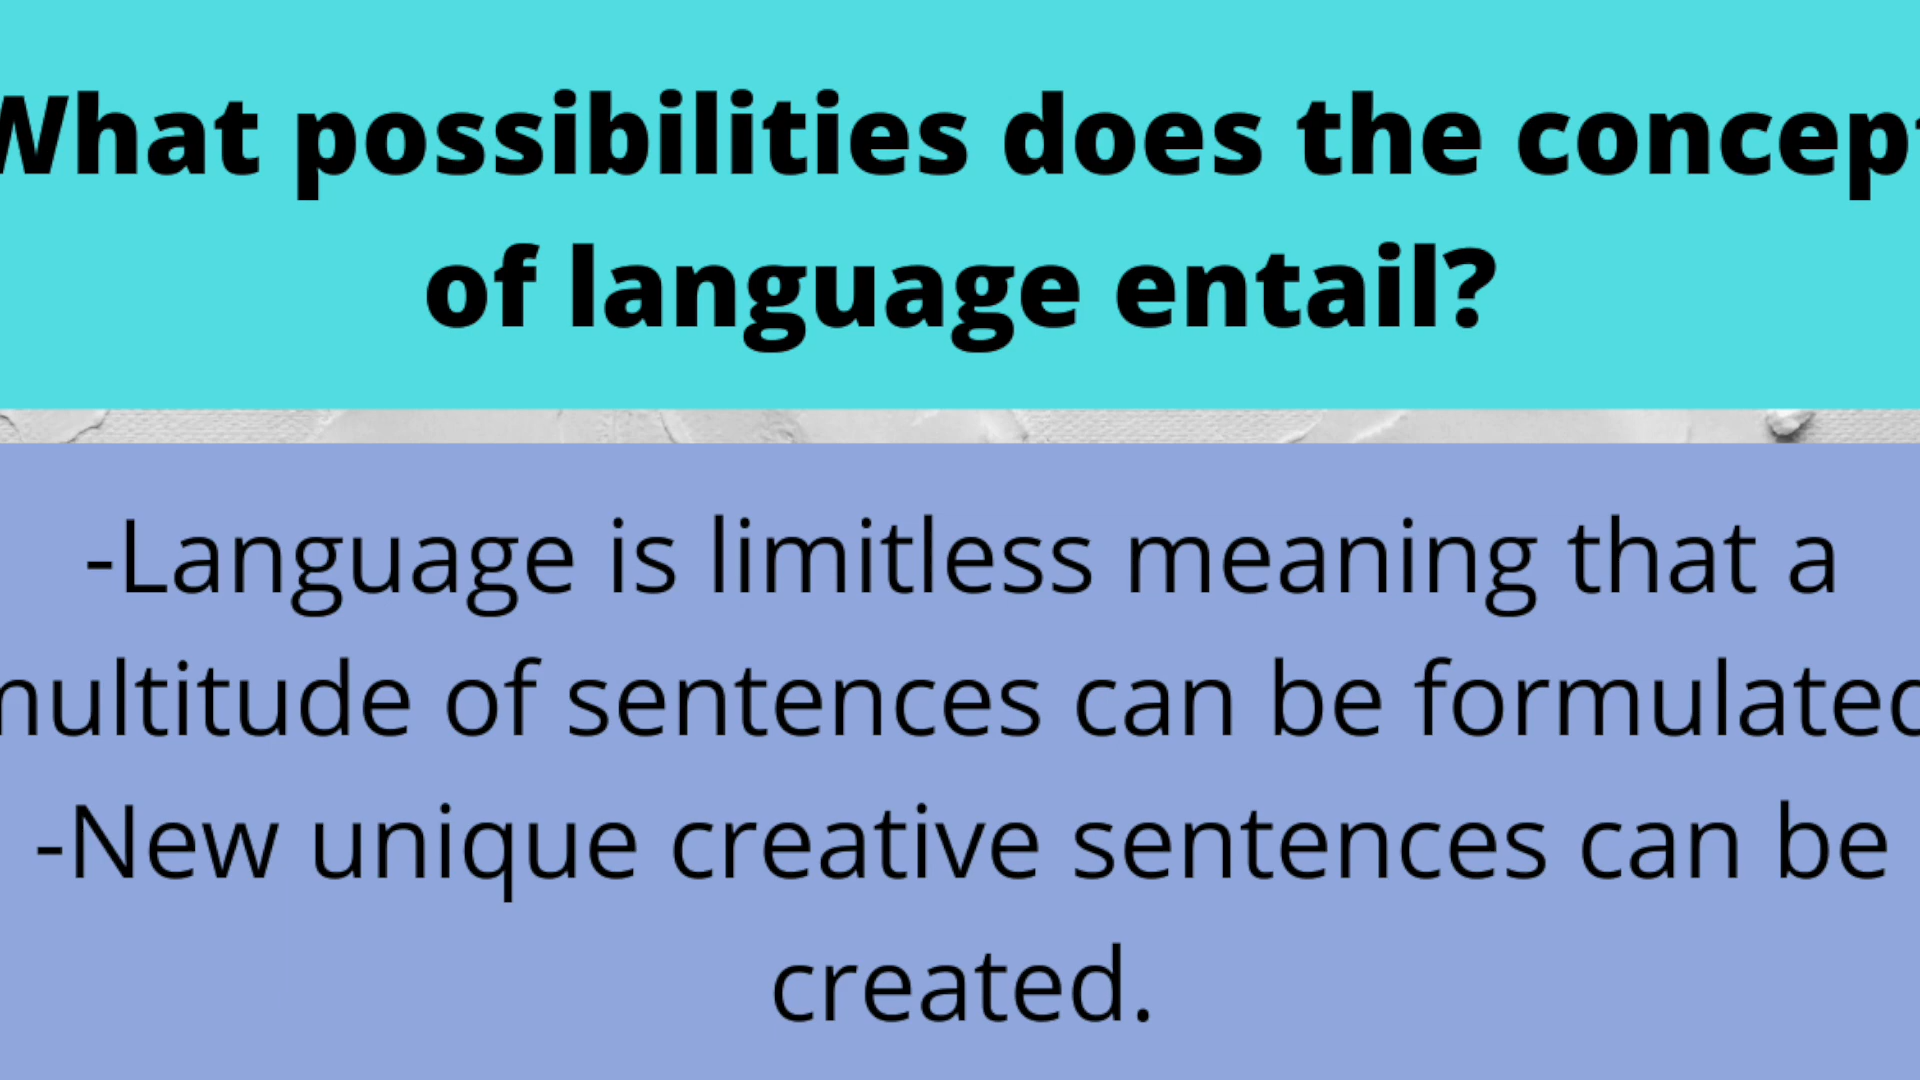 What possibilities does the concept
of language entail?
-Language is limitless meaning that a
multitude of sentences can be formulated
-New unique creative sentences can be
created.